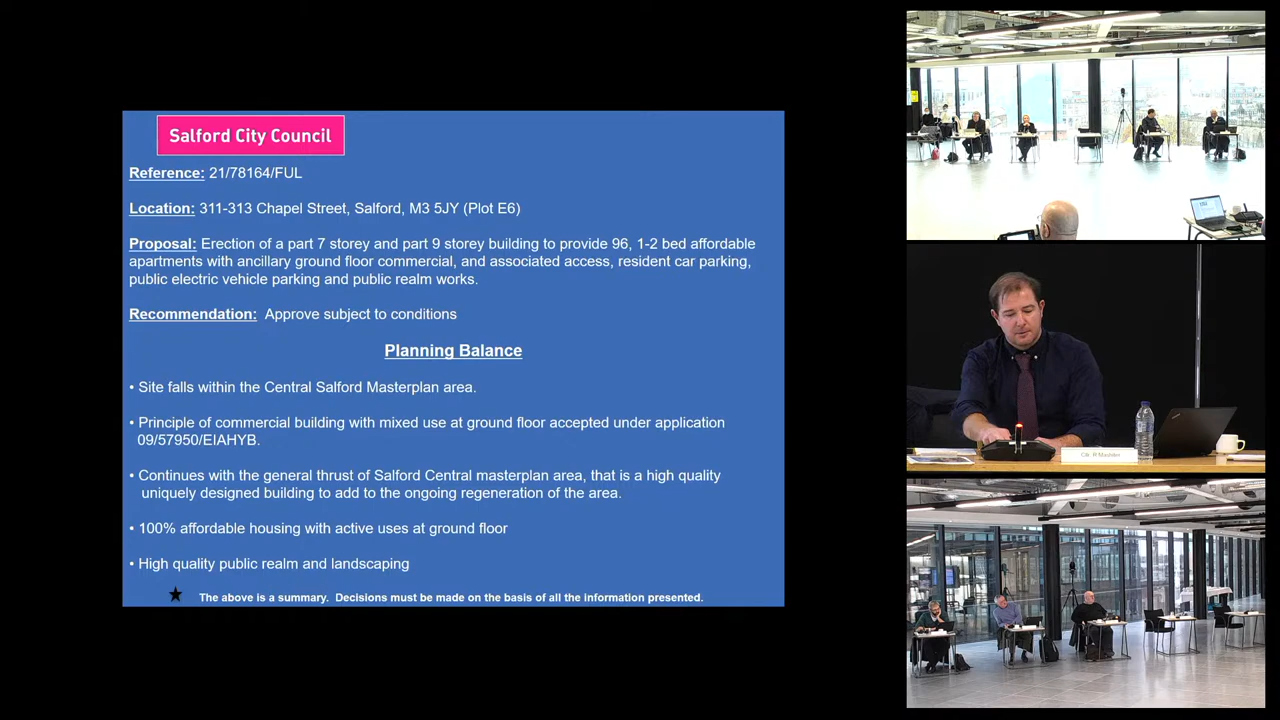 Salford City Council
Reference: 21/78164/FUL
Location: 311-313 Chapel Street, Salford, M3 5JY (Plot E6)
Proposal: Erection of a part 7 storey and part 9 storey building to provide 96, 1-2 bed affordable
apartments with ancillary ground floor commercial, and associated access, resident car parking,
public electric vehicle parking and public realm works.
Recommendation: Approve subject to conditions
Planning Balance
• Site falls within the Central Salford Masterplan area.
• Principle of commercial building with mixed use at ground floor accepted under application
09/57950/EIAHYB.
• Continues with the general thrust of Salford Central masterplan area, that is a high quality
uniquely designed building to add to the ongoing regeneration of the area.
• 100% affordable housing with active uses at ground floor
• High quality public realm and landscaping
★ The above is a summary. Decisions must be made on the basis of all the information presented.